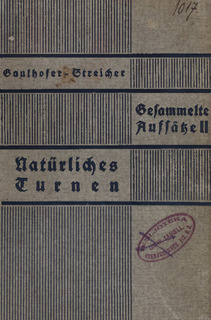 1017
Gaulhofer-Streicher
Gesammelte
Aufsätze II
Natürliches
Turnen